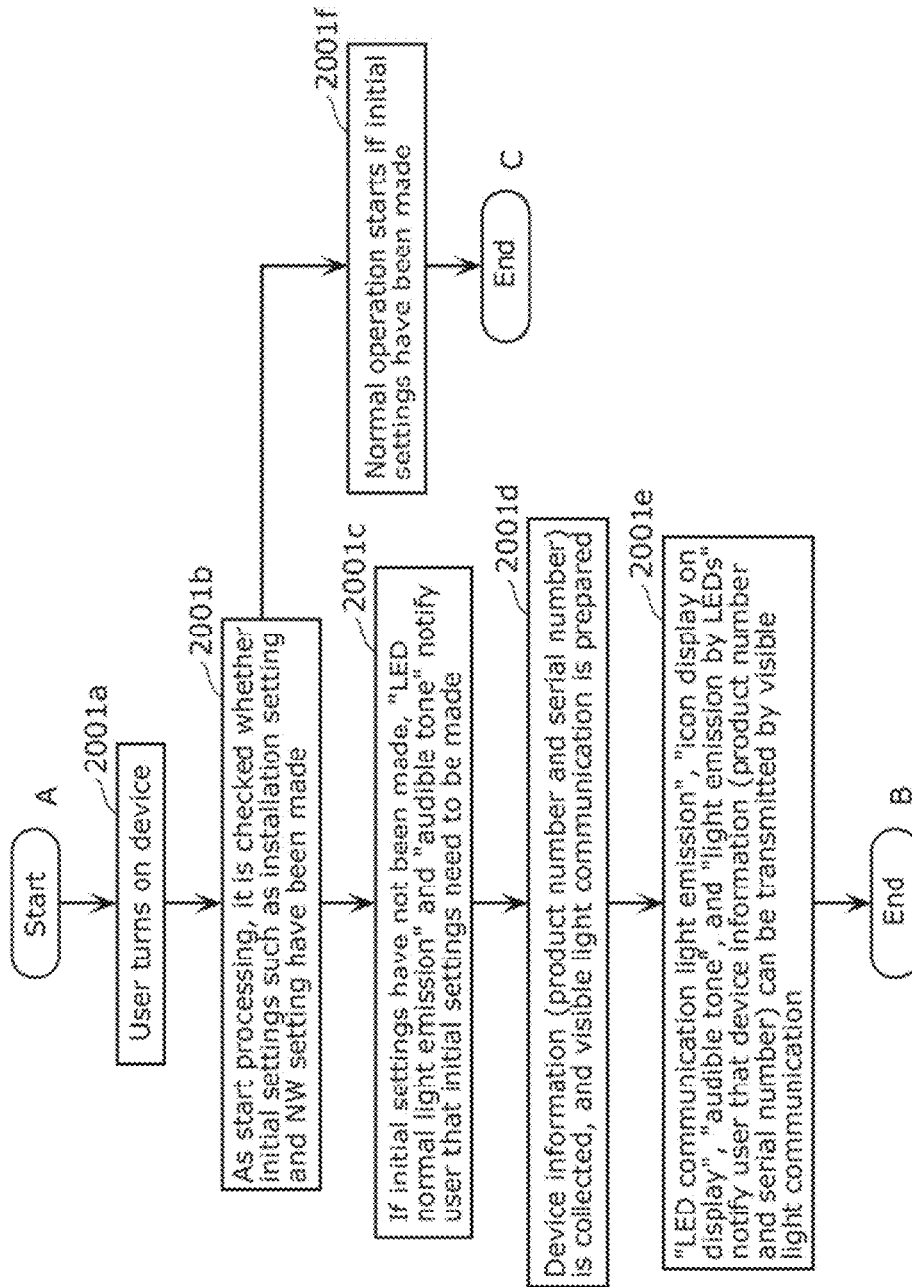 Start
A
2001a
User turns on device
2001b
As start processing, it is checked whether
initial settings such as installation setting
and NW setting have been made
2001c
If initial settings have not been made, "LED
normal light emission" and "audible tone" notify
user that initial settings need to be made
2001d
Device information (product number and serial number)
is collected, and visible light communication is prepared
2001e
"LED communication light emission", "icon display on
display", "audible tone", and "light emission by LEDs"
notify user that device information (product number
and serial number) can be transmitted by visible
light communication
End
B
2001f
Normal operation starts if initial
settings have been made
End
C